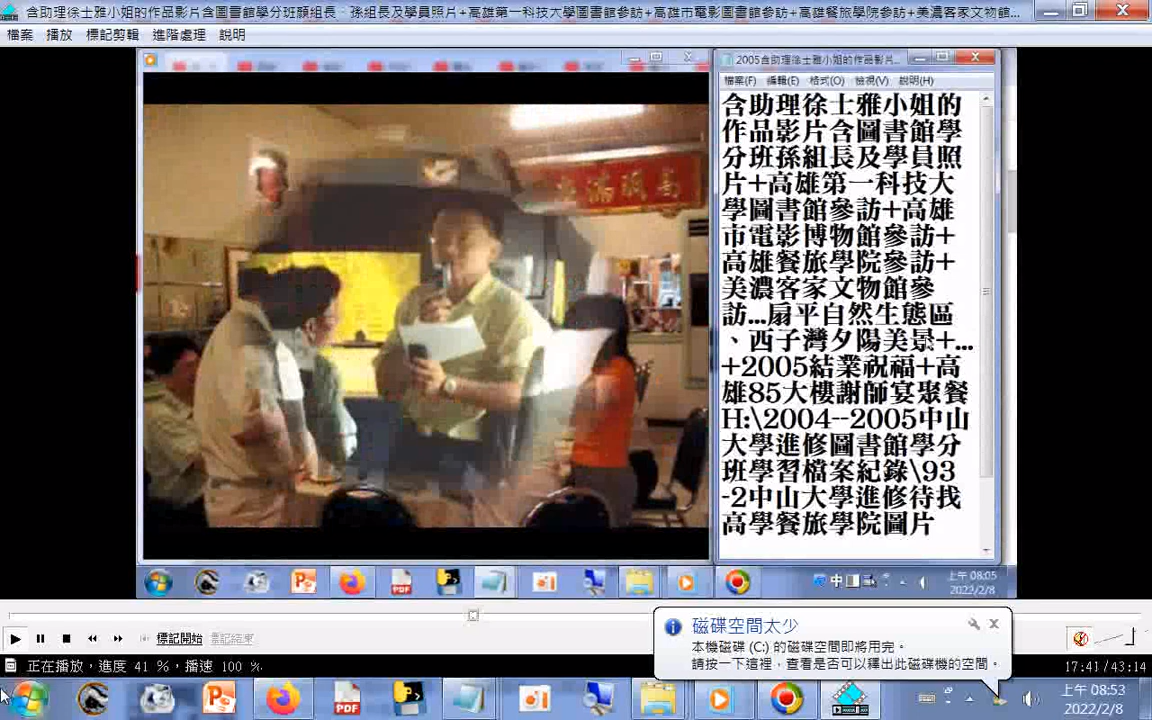 含助理徐士雅小姐的作品影片含圖書館學分班顏組長、孫組長及學員照片+高雄第一科技大學圖書館參訪+高雄市電影圖書館參訪+高雄餐旅學院參訪+美濃客家文物館...
檔案 播放 標記剪輯 進階處理 說明
2005含助理徐士雅小姐的作品影片...
檔案(F) 編輯(E) 格式(O) 檢視(V) 說明(H)
含助理徐士雅小姐的
作品影片含圖書館學
分班孫組長及學員照
片+高雄第一科技大
學圖書館參訪+高雄
市電影博物館參訪+
高雄餐旅學院參訪+
美濃客家文物館參
訪...扇平自然生態區
、西子灣夕陽美景+...
+2005結業祝福+高
雄85大樓謝師宴聚餐
H:\2004--2005中山
大學進修圖書館學分
班學習檔案紀錄\93
-2中山大學進修待找
高學餐旅學院圖片
中
上午 08:05
2022/2/8
標記開始 標記結束
磁碟空間太少
本機磁碟 (C:) 的磁碟空間即將用完。
請按一下這裡，查看是否可以釋出此磁碟機的空間。
正在播放，進度 41 %，播速 100 %.
17:41 / 43:14
PDF
上午 08:53
2022/2/8